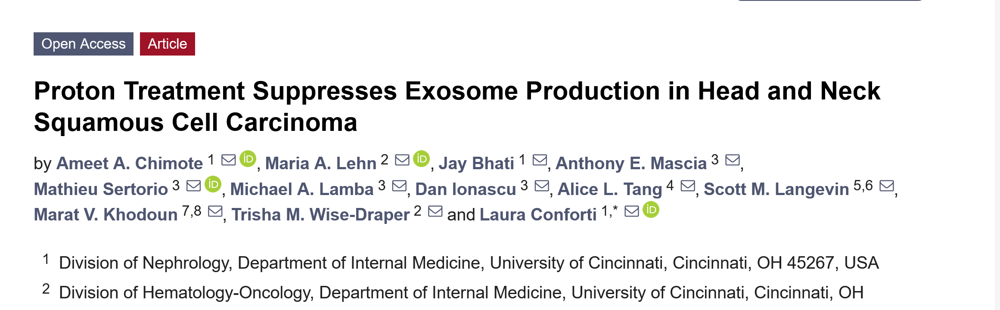 Open Access Article
Proton Treatment Suppresses Exosome Production in Head and Neck
Squamous Cell Carcinoma
by Ameet A. Chimote 1 iD, Maria A. Lehn 2 iD, Jay Bhati 1, Anthony E. Mascia 3,
Mathieu Sertorio 3 iD, Michael A. Lamba 3, Dan Ionascu 3, Alice L. Tang 4, Scott M. Langevin 5,6,
Marat V. Khodoun 7,8, Trisha M. Wise-Draper 2 and Laura Conforti 1,* iD
1 Division of Nephrology, Department of Internal Medicine, University of Cincinnati, Cincinnati, OH 45267, USA
2 Division of Hematology-Oncology, Department of Internal Medicine, University of Cincinnati, Cincinnati, OH